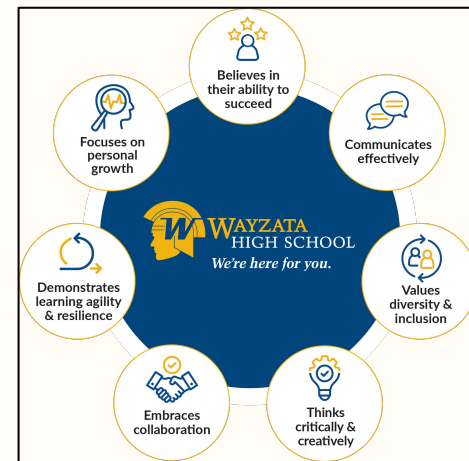 Believes in
their ability to
succeed
Communicates
effectively
Values
diversity &
inclusion
Thinks
critically &
creatively
Embraces
collaboration
Demonstrates
learning agility
& resilience
Focuses on
personal
growth
W
WAYZATA
HIGH SCHOOL
We're here for you.